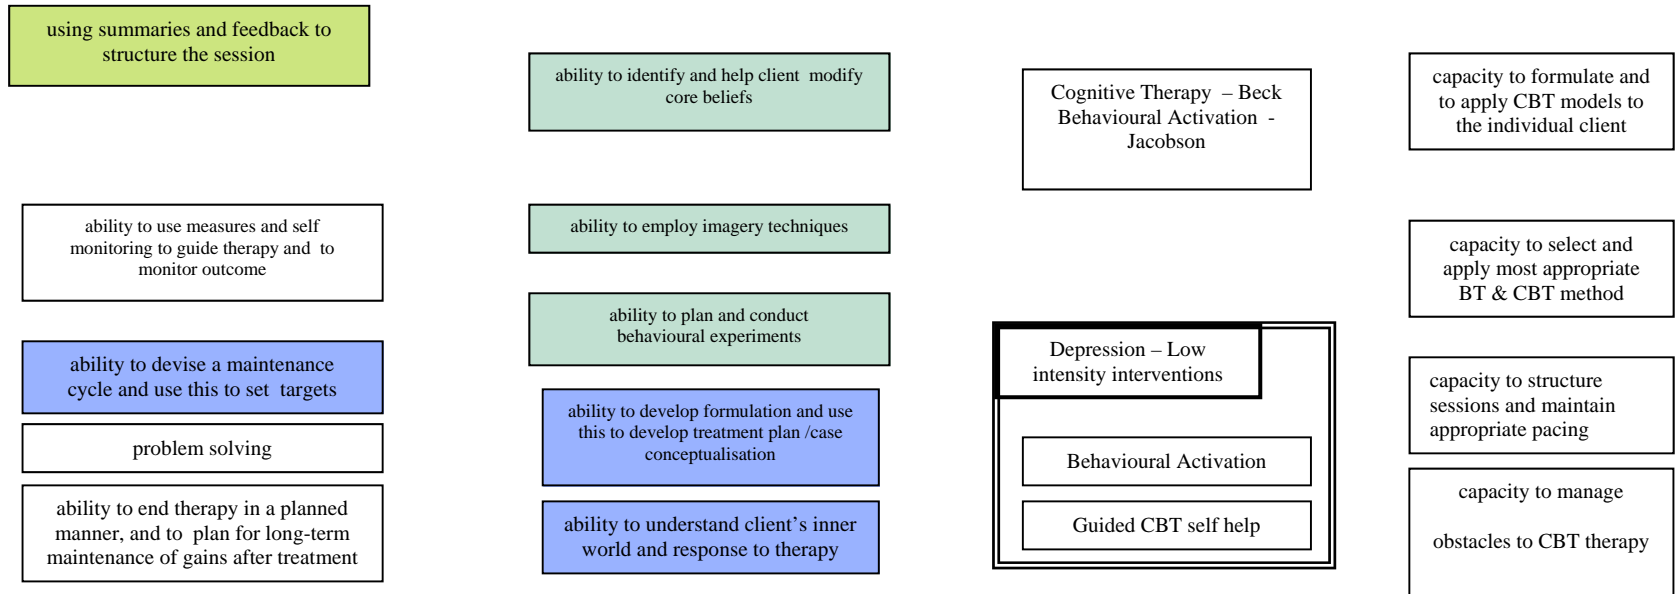 using summaries and feedback to
structure the session
ability to use measures and self
monitoring to guide therapy and to
monitor outcome
ability to devise a maintenance
cycle and use this to set targets
problem solving
ability to end therapy in a planned
manner, and to plan for long-term
maintenance of gains after treatment
ability to identify and help client modify
core beliefs
ability to employ imagery techniques
ability to plan and conduct
behavioural experiments
ability to develop formulation and use
this to develop treatment plan /case
conceptualisation
ability to understand client's inner
world and response to therapy
Cognitive Therapy – Beck
Behavioural Activation -
Jacobson
Depression – Low
intensity interventions
Behavioural Activation
Guided CBT self help
capacity to formulate and
to apply CBT models to
the individual client
capacity to select and
apply most appropriate
BT & CBT method
capacity to structure
sessions and maintain
appropriate pacing
capacity to manage
obstacles to CBT therapy